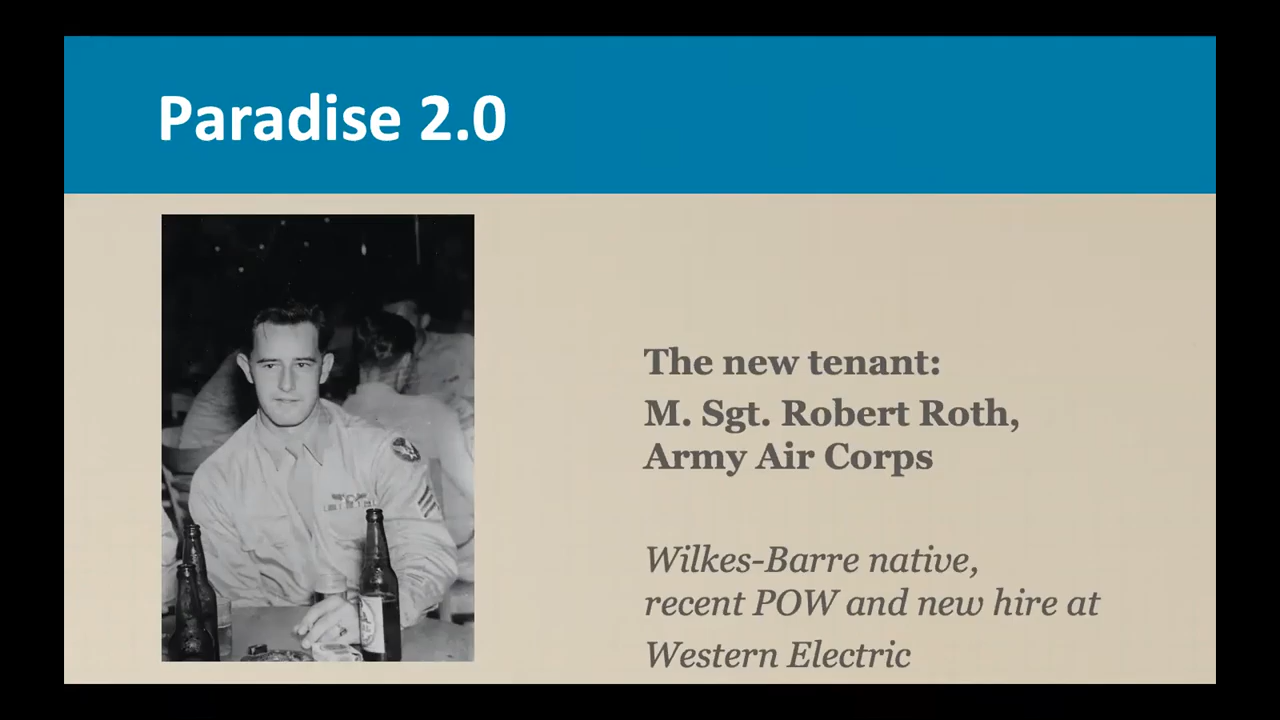 Paradise 2.0
The new tenant:
M. Sgt. Robert Roth,
Army Air Corps
Wilkes-Barre native,
recent POW and new hire at
Western Electric